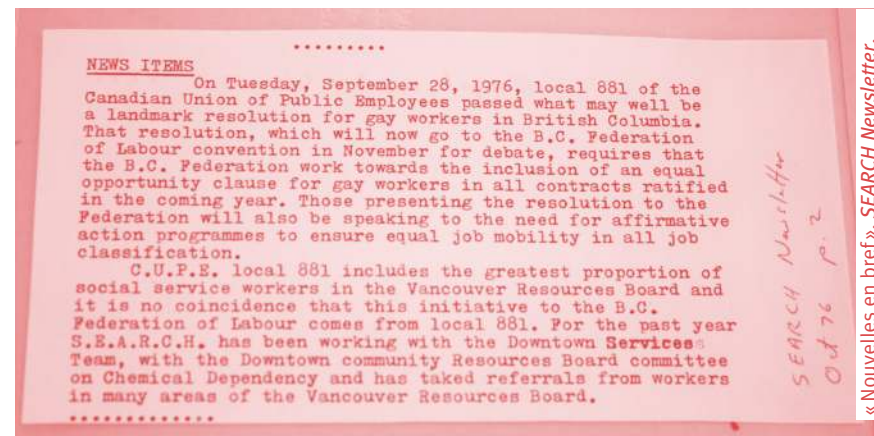 •••••••••
NEWS ITEMS
On Tuesday, September 28, 1976, local 881 of the
Canadian Union of Public Employees passed what may well be
a landmark resolution for gay workers in British Columbia.
That resolution, which will now go to the B.C. Federation
of Labour convention in November for debate, requires that
the B.C. Federation work towards the inclusion of an equal
opportunity clause for gay workers in all contracts ratified
in the coming year. Those presenting the resolution to the
Federation will also be speaking to the need for affirmative
action programmes to ensure equal job mobility in all job
classification.
C.U.P.E. local 881 includes the greatest proportion of
social service workers in the Vancouver Resources Board and
it is no coincidence that this initiative to the B.C.
Federation of Labour comes from local 881. For the past year
S.E.A.R.C.H. has been working with the Downtown Services
Team, with the Downtown community Resources Board committee
on Chemical Dependency and has taked referrals from workers
in many areas of the Vancouver Resources Board.
•••••••••••••
SEARCH Newsletter
Oct 76 p. 2
« Nouvelles en bref», SEARCH Newsletter,